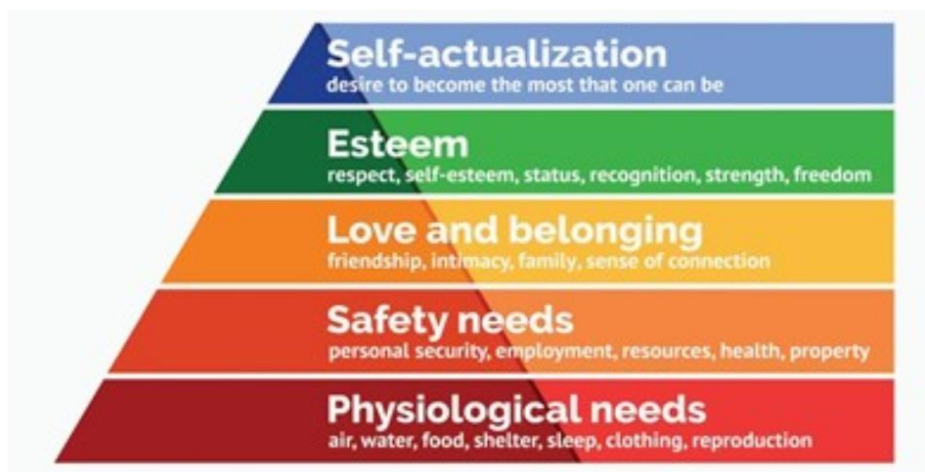 Self-actualization
desire to become the most that one can be
Esteem
respect, self-esteem, status, recognition, strength, freedom
Love and belonging
friendship, intimacy, family, sense of connection
Safety needs
personal security, employment, resources, health, property
Physiological needs
air, water, food, shelter, sleep, clothing, reproduction